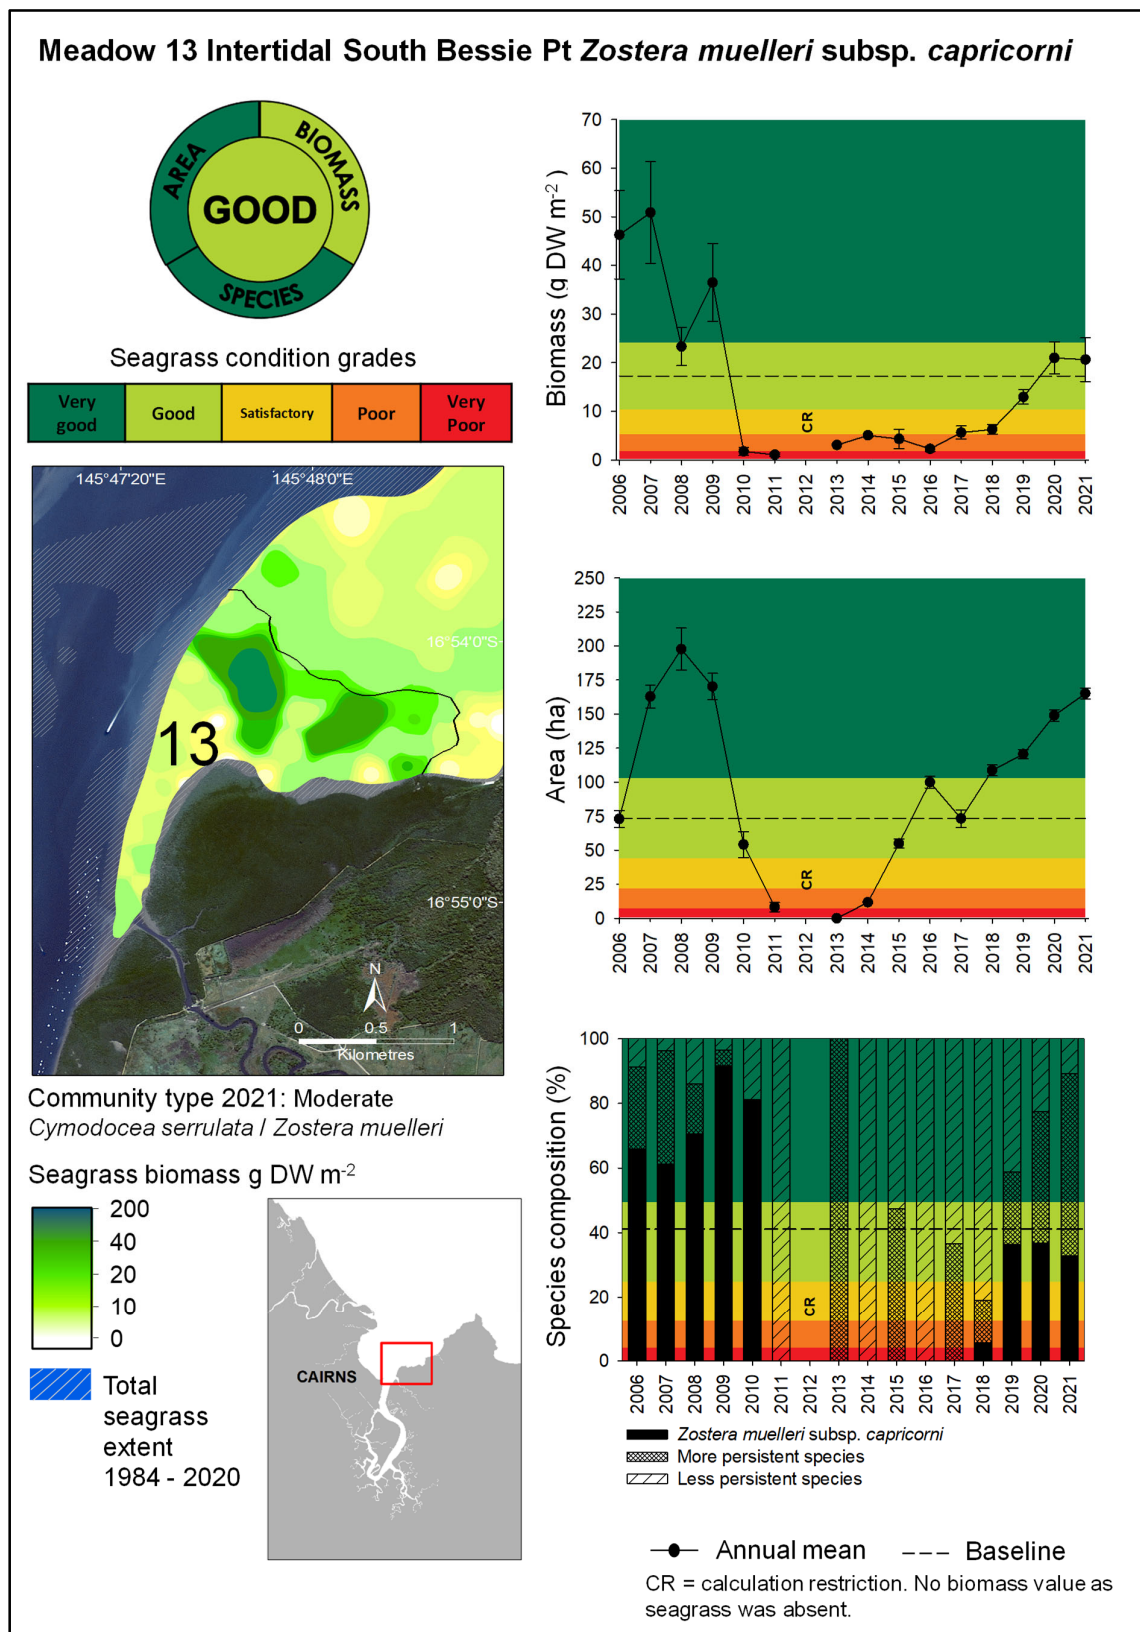 Meadow 13 Intertidal South Bessie Pt Zostera muelleri subsp. capricorni
AREA
BIOMASS
GOOD
SPECIES
Seagrass condition grades
Very good
Good
Satisfactory
Poor
Very Poor
145°47'20"E
145°48'0"E
16°54'0"S
13
16°55'0"S
N
0 0.5 1
Kilometres
Community type 2021: Moderate
Cymodocea serrulata / Zostera muelleri
Seagrass biomass g DW m-2
200
40
20
10
0
Total
seagrass
extent
1984 - 2020
CAIRNS
Biomass (g DW m-2 )
70
60
50
40
30
20
10
0
CR
2006 2007 2008 2009 2010 2011 2012 2013 2014 2015 2016 2017 2018 2019 2020 2021
Area (ha)
250
225
200
175
150
125
100
75
50
25
0
CR
2006 2007 2008 2009 2010 2011 2012 2013 2014 2015 2016 2017 2018 2019 2020 2021
Species composition (%)
100
80
60
40
20
0
CR
2006 2007 2008 2009 2010 2011 2012 2013 2014 2015 2016 2017 2018 2019 2020 2021
Zostera muelleri subsp. capricorni
More persistent species
Less persistent species
Annual mean
Baseline
CR = calculation restriction. No biomass value as
seagrass was absent.